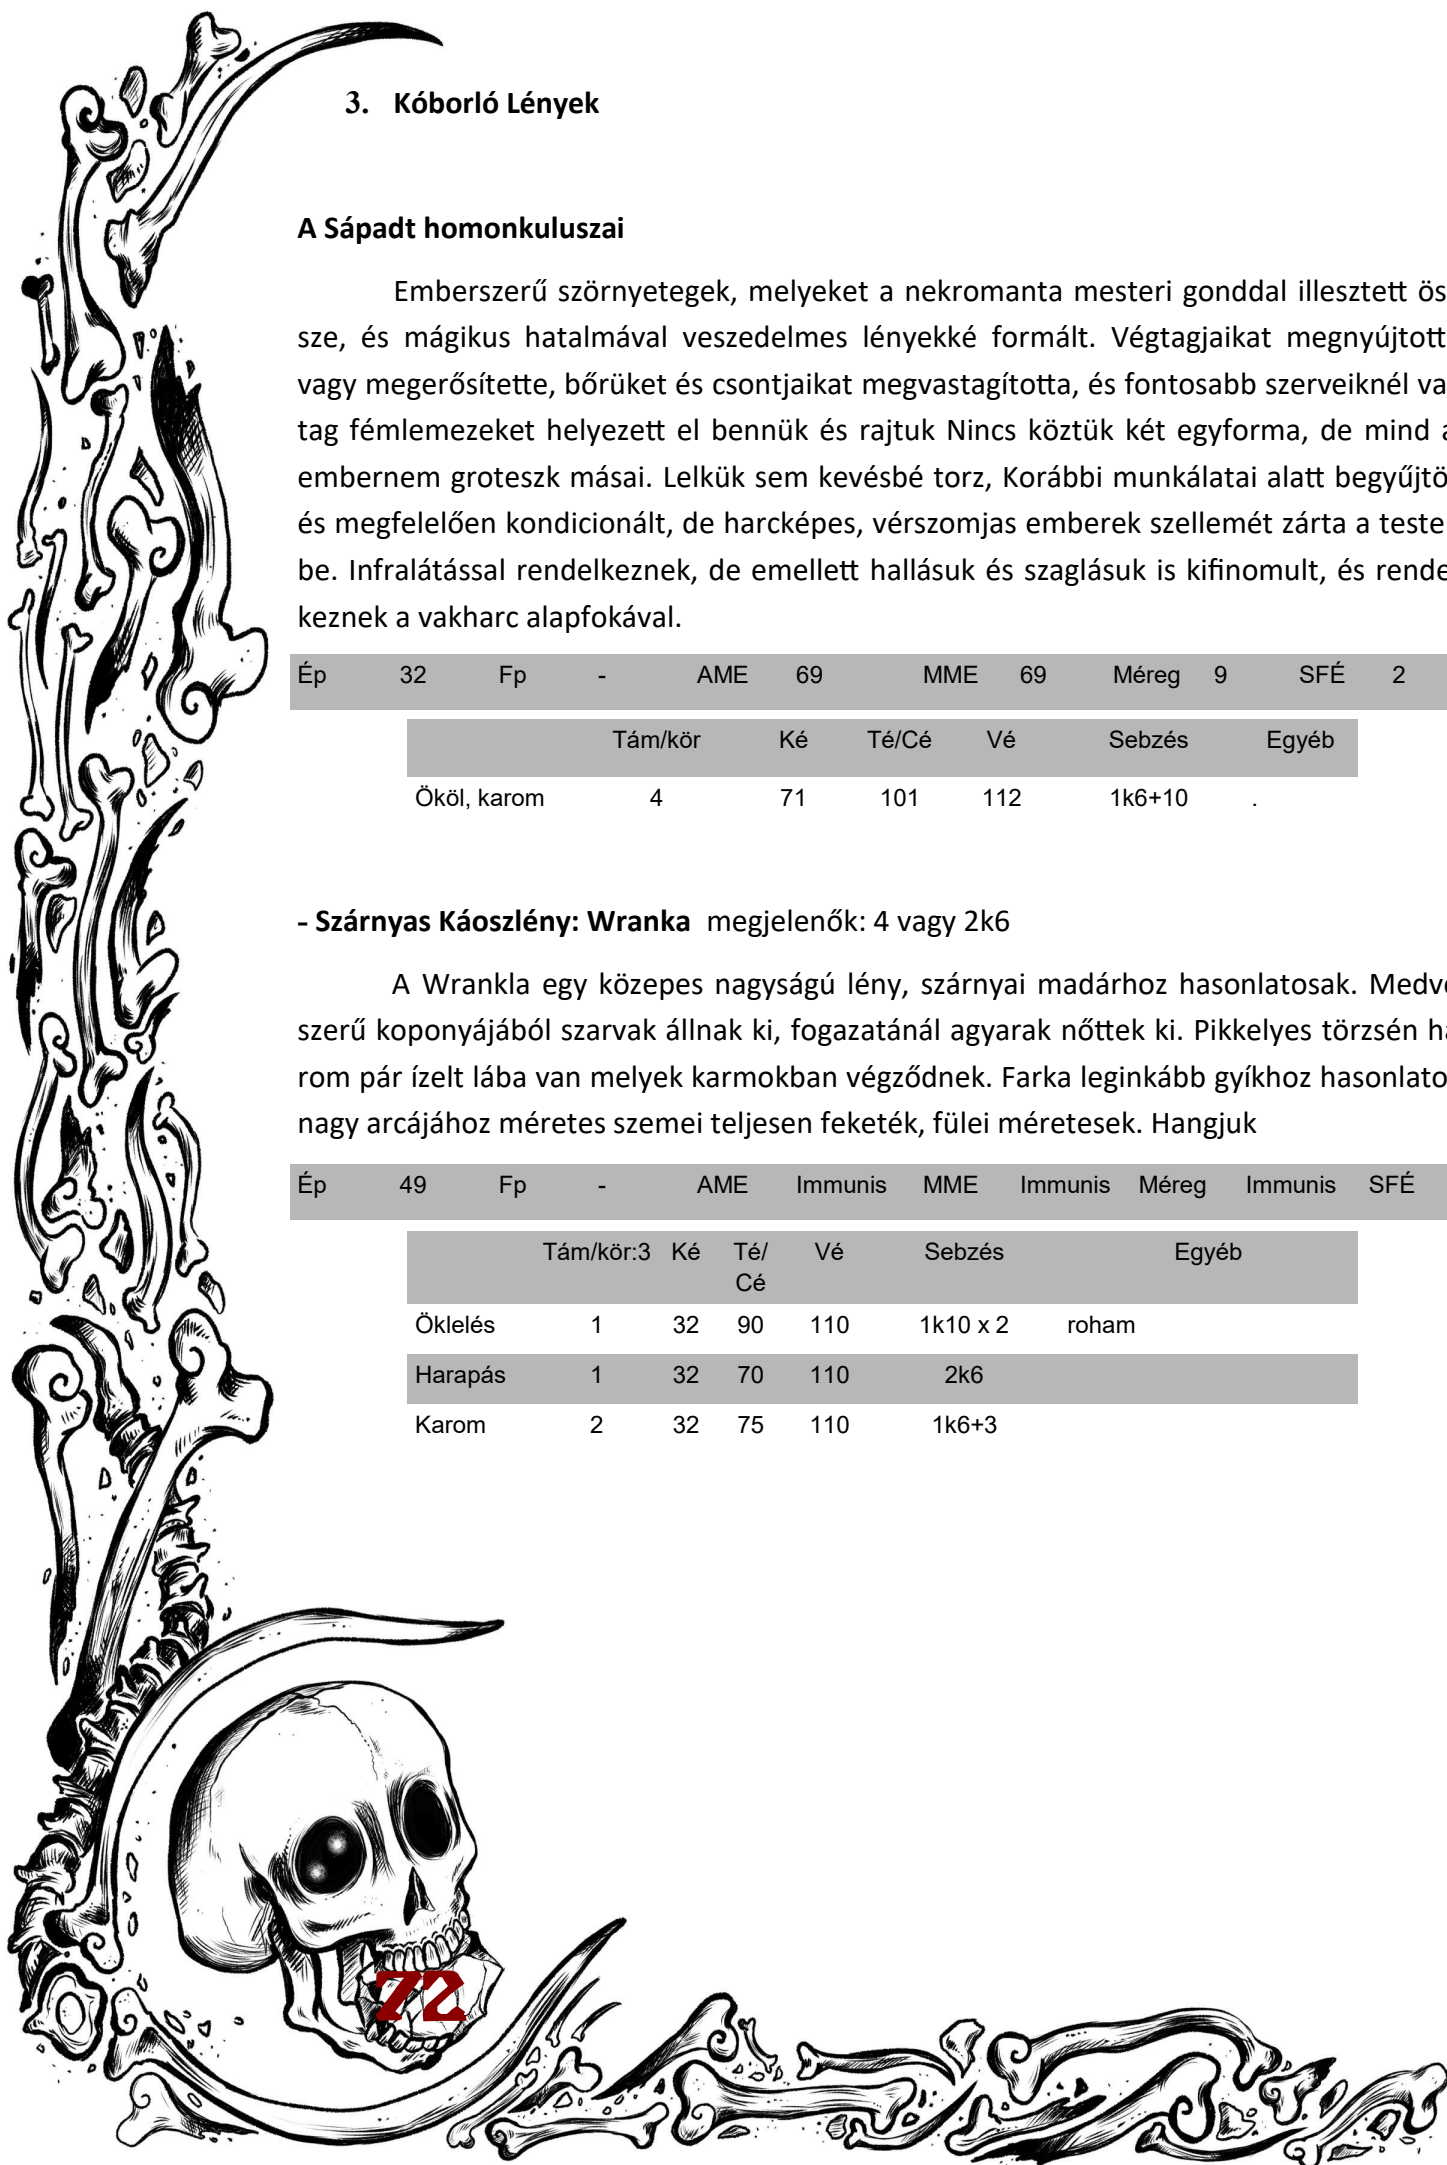 3. Kóborló Lények
A Sápadt homonkuluszai
Emberszerű szörnyetegek, melyeket a nekromanta mesteri gonddal illesztett ös
sze, és mágikus hatalmával veszedelmes lényekké formált. Végtagjaikat megnyújtott
vagy megerősítette, bőrüket és csontjaikat megvastagította, és fontosabb szerveiknél va
tag fémlemezeket helyezett el bennük és rajtuk Nincs köztük két egyforma, de mind a
embernem groteszk másai. Lelkük sem kevésbé torz, Korábbi munkálatai alatt begyűjtö
és megfelelően kondicionált, de harcképes, vérszomjas emberek szellemét zárta a teste
be. Infralátással rendelkeznek, de emellett hallásuk és szaglásuk is kifinomult, és rende
keznek a vakharc alapfokával.
Ép 32 Fp - AME 69 MME 69 Méreg 9 SFÉ 2
Tám/kör Ké Té/Cé Vé Sebzés Egyéb
Ököl, karom 4 71 101 112 1k6+10 .
- Szárnyas Káoszlény: Wranka megjelenők: 4 vagy 2k6
A Wrankla egy közepes nagyságú lény, szárnyai madárhoz hasonlatosak. Medve
szerű koponyájából szarvak állnak ki, fogazatánál agyarak nőttek ki. Pikkelyes törzsén há
rom pár ízelt lába van melyek karmokban végződnek. Farka leginkább gyíkhoz hasonlato
nagy arcájához méretes szemei teljesen feketék, fülei méretesek. Hangjuk
Ép 49 Fp - AME Immunis MME Immunis Méreg Immunis SFÉ
Tám/kör:3 Ké Té/ Vé Sebzés Egyéb
Cé
Öklelés 1 32 90 110 1k10 x 2 roham
Harapás 1 32 70 110 2k6
Karom 2 32 75 110 1k6+3
72